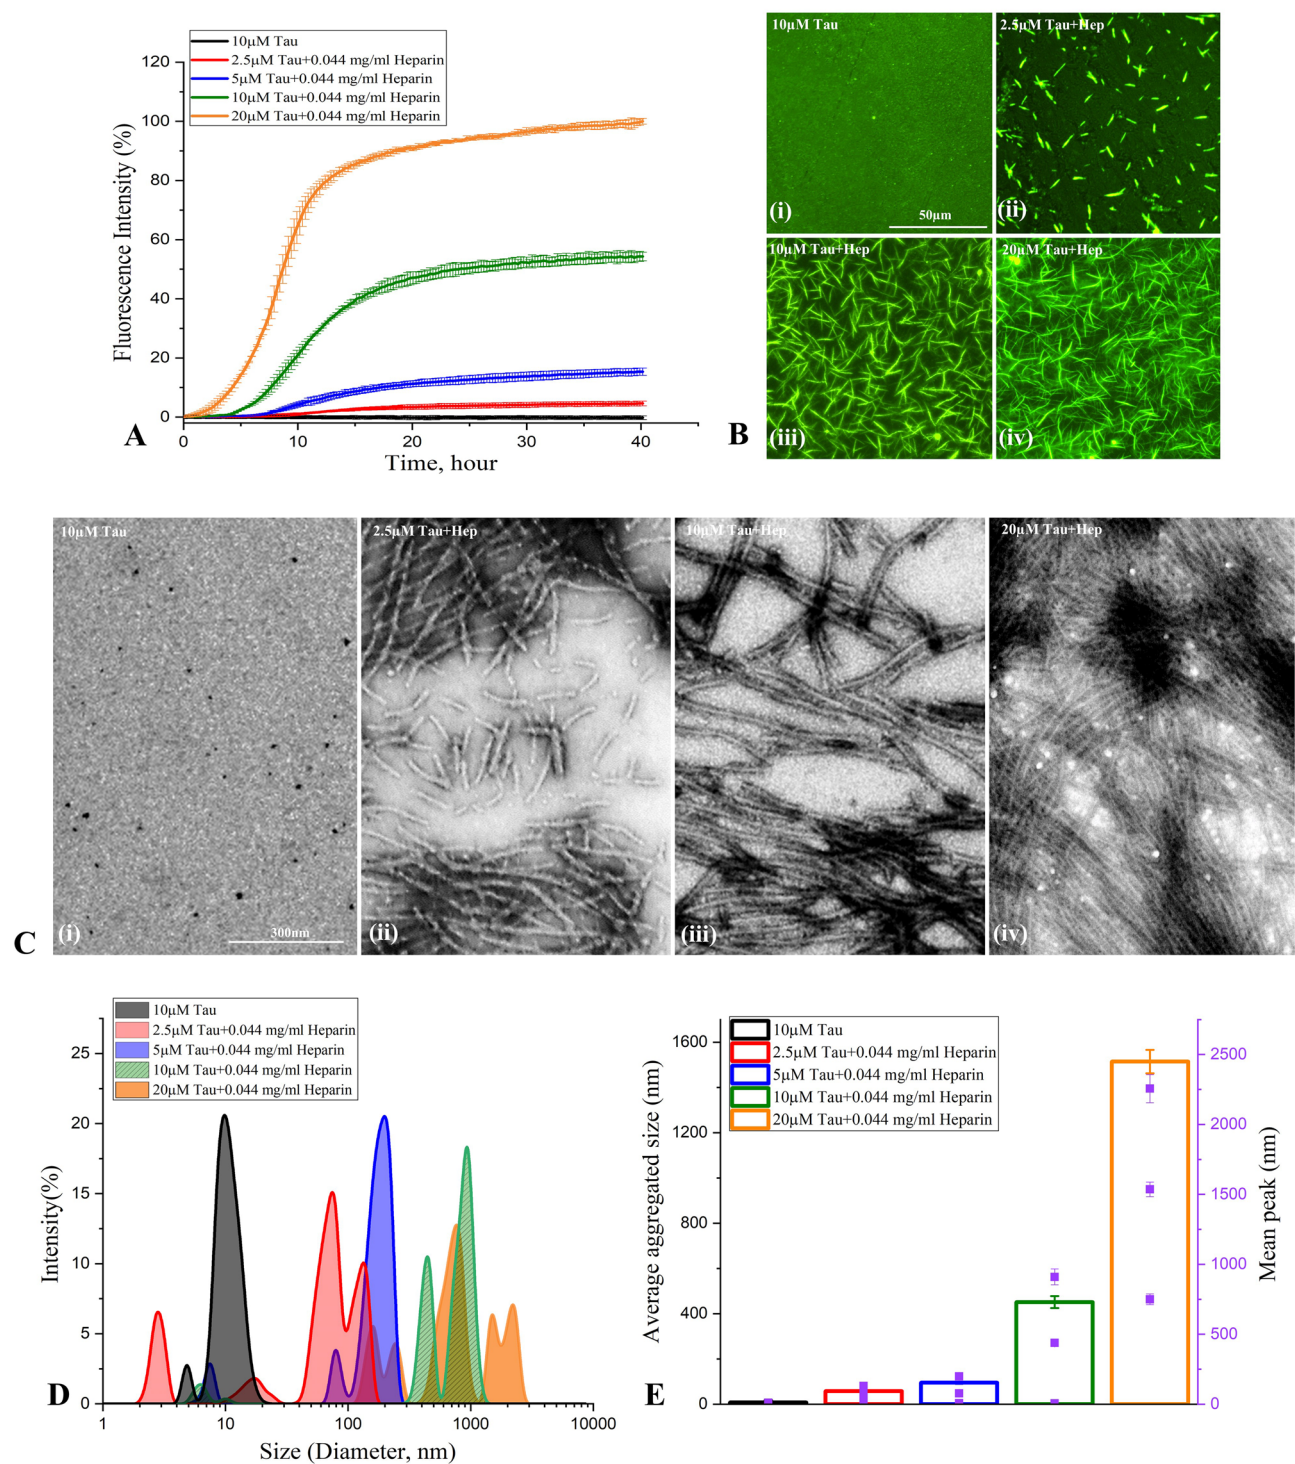 10µM Tau
2.5µM Tau+0.044 mg/ml Heparin
5µM Tau+0.044 mg/ml Heparin
10µM Tau+0.044 mg/ml Heparin
20µM Tau+0.044 mg/ml Heparin
120
100
80
60
40
20
0
Fluorescence Intensity (%)
0
10
20
30
40
Time, hour
A
10µM Tau
(i)
50µm
2.5µM Tau+Hep
(ii)
10µM Tau+Hep
(iii)
20µM Tau+Hep
(iv)
B
10µM Tau
(i)
300nm
2.5µM Tau+Hep
(ii)
10µM Tau+Hep
(iii)
20µM Tau+Hep
(iv)
C
10µM Tau
2.5µM Tau+0.044 mg/ml Heparin
5µM Tau+0.044 mg/ml Heparin
10µM Tau+0.044 mg/ml Heparin
20µM Tau+0.044 mg/ml Heparin
25
20
15
10
5
0
Intensity(%)
1
10
100
1000
10000
Size (Diameter, nm)
D
10µM Tau
2.5µM Tau+0.044 mg/ml Heparin
5µM Tau+0.044 mg/ml Heparin
10µM Tau+0.044 mg/ml Heparin
20µM Tau+0.044 mg/ml Heparin
1600
1200
800
400
0
Average aggregated size (nm)
2500
2000
1500
1000
500
0
Mean peak (nm)
E